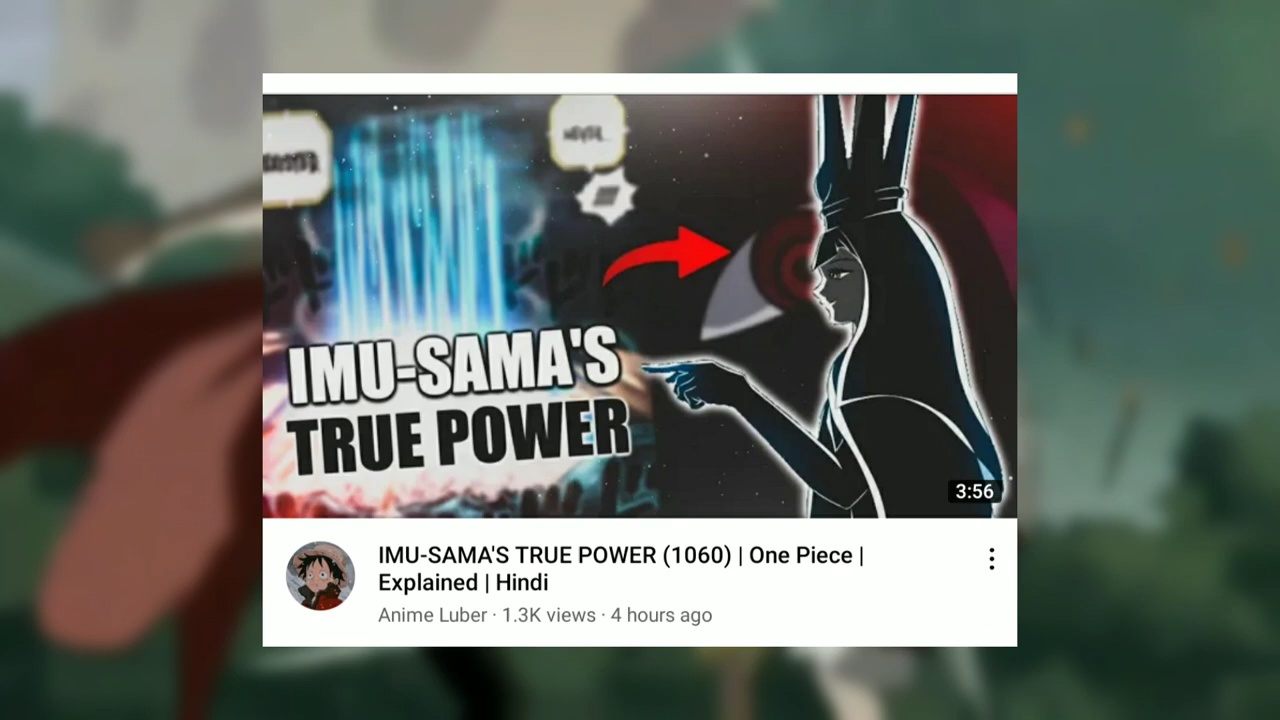 IMU-SAMA'S
TRUE POWER
3:56
IMU-SAMA'S TRUE POWER (1060) | One Piece |
Explained | Hindi
Anime Luber · 1.3K views · 4 hours ago